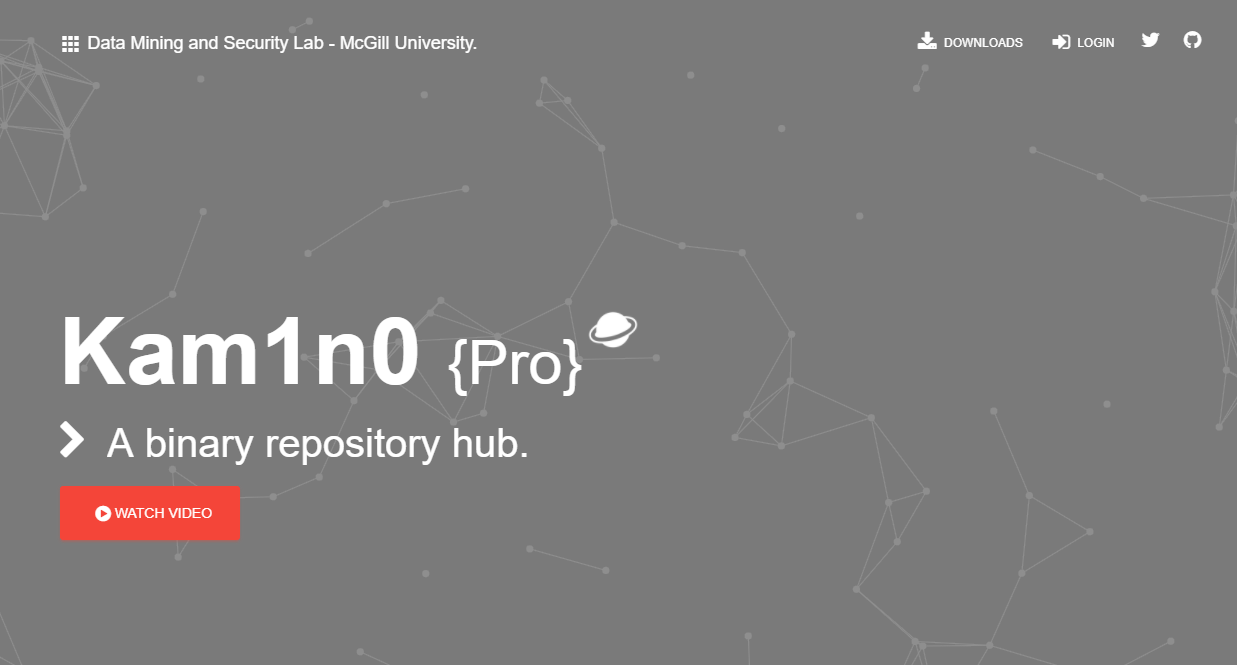 Data Mining and Security Lab - McGill University.
DOWNLOADS
LOGIN
Kam1n0 {Pro}
A binary repository hub.
WATCH VIDEO